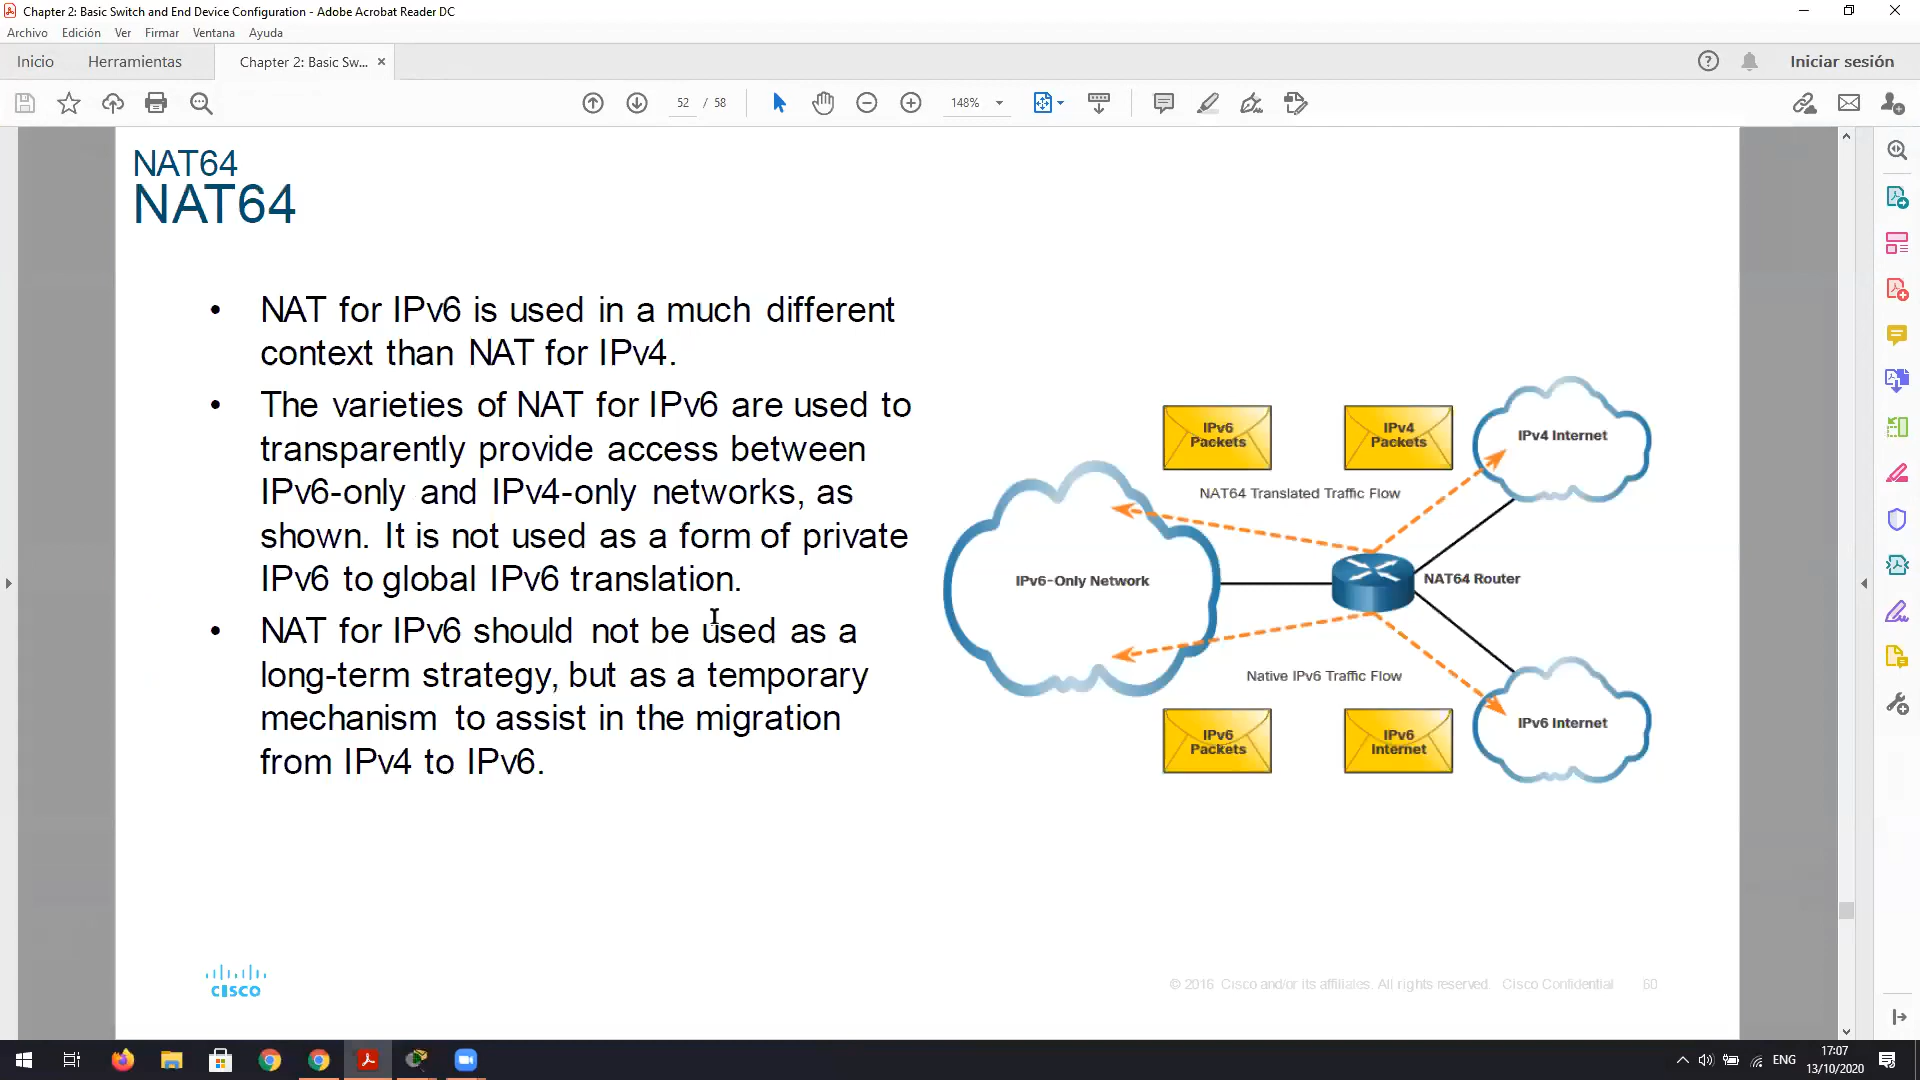 Chapter 2: Basic Switch and End Device Configuration - Adobe Acrobat Reader DC
Archivo Edición Ver Firmar Ventana Ayuda
Inicio Herramientas Chapter 2: Basic Sw... Iniciar sesión
52 / 58 148%
NAT64
NAT64
• NAT for IPv6 is used in a much different
context than NAT for IPv4.
• The varieties of NAT for IPv6 are used to
transparently provide access between
IPv6-only and IPv4-only networks, as
shown. It is not used as a form of private
IPv6 to global IPv6 translation.
• NAT for IPv6 should not be used as a
long-term strategy, but as a temporary
mechanism to assist in the migration
from IPv4 to IPv6.
IPv6
Packets
IPv4
Packets
IPv4 Internet
NAT64 Translated Traffic Flow
IPv6-Only Network
NAT64 Router
Native IPv6 Traffic Flow
IPv6
Packets
IPv6
Internet
IPv6 Internet
CISCO
© 2016 Cisco and/or its affiliates. All rights reserved. Cisco Confidential 60
ENG
17:07
13/10/2020